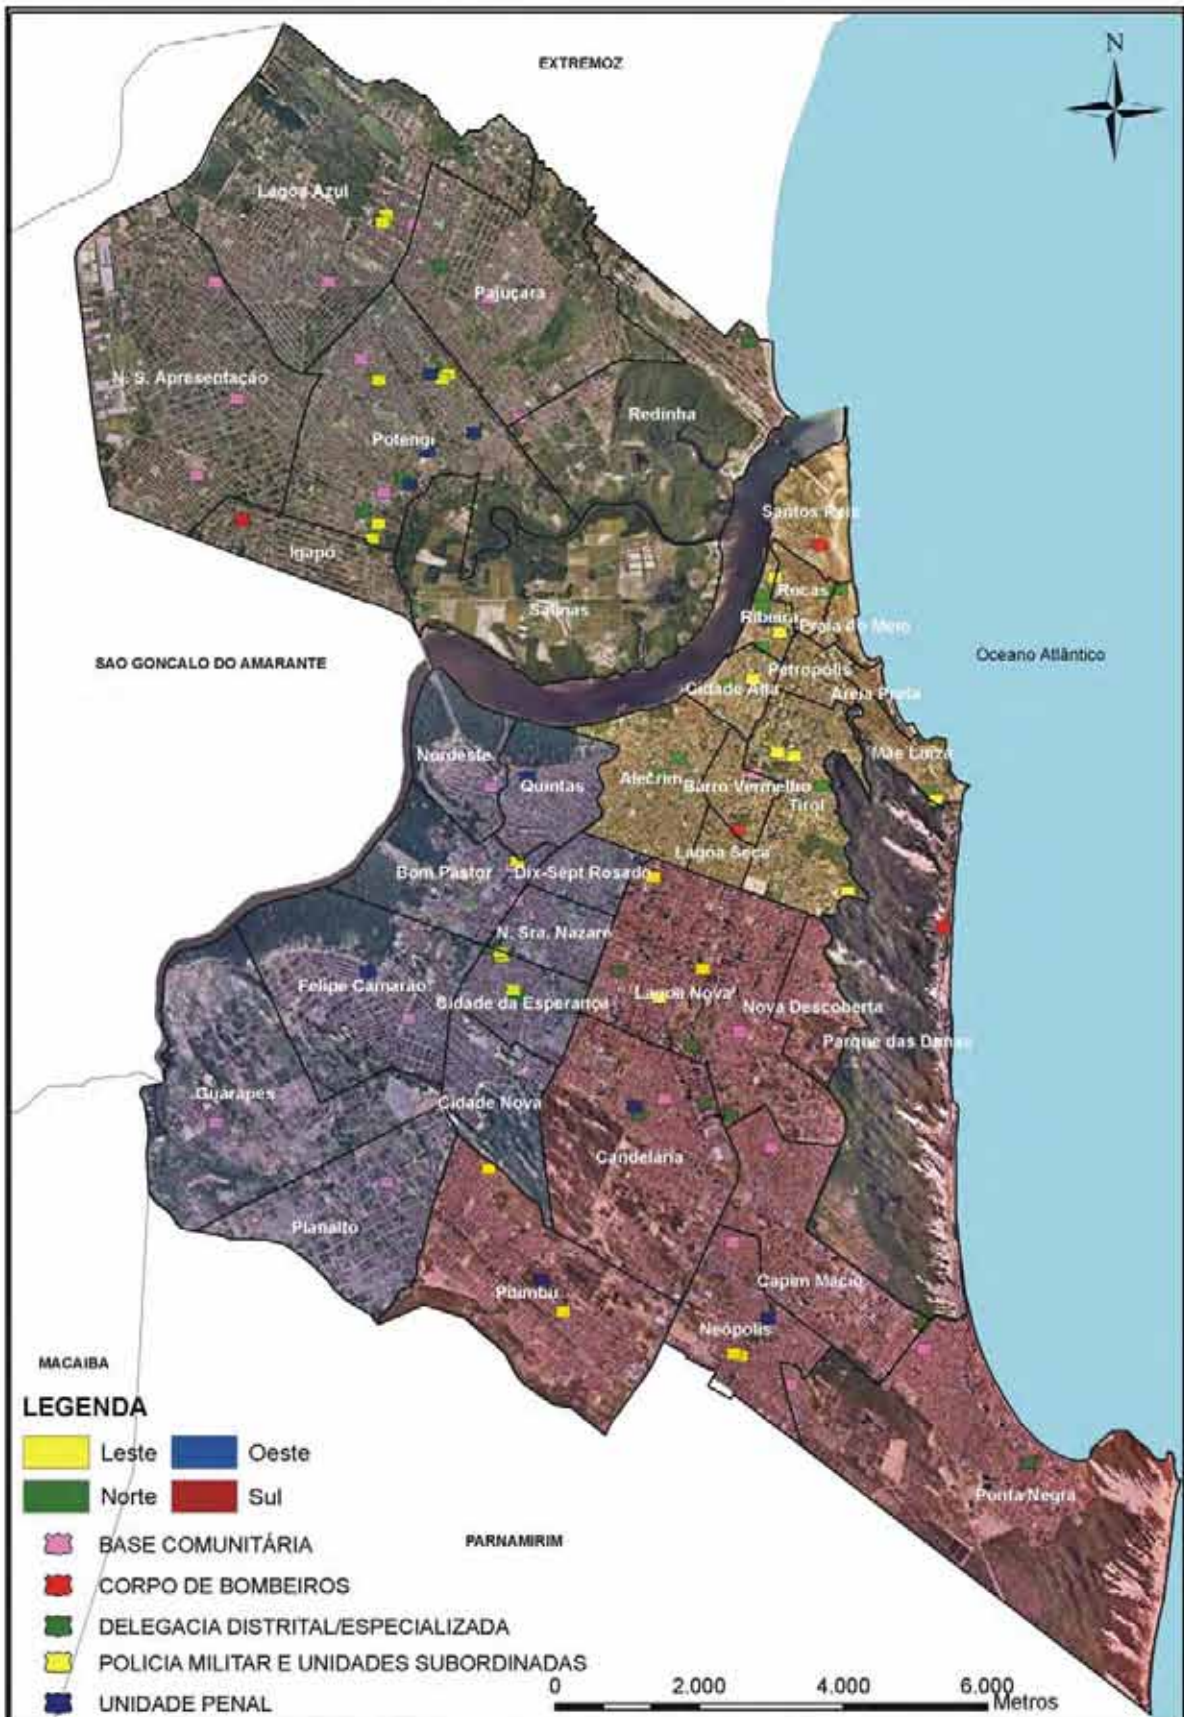 EXTREMOZ
N
Lagoa Azul
Pajuçara
N. S. Apresentação
Redinha
Potengi
Santos Reis
Igapó
Rocas
Salinas
Ribeira
Praia do Meio
SAO GONCALO DO AMARANTE
Oceano Atlântico
Petrópolis
Cidade Alta
Areia Preta
Nordeste
Mãe Luiza
Quintas
Alecrim
Barro Vermelho
Tirol
Lagoa Seca
Bom Pastor
Dix-Sept Rosado
N. Sra. Nazaré
Felipe Camarão
Lagoa Nova
Cidade da Esperança
Nova Descoberta
Parque das Dunas
Guarapes
Cidade Nova
Candelária
Planalto
Capim Macio
Pitimbu
Neópolis
MACAIBA
LEGENDA
Leste Oeste
Norte Sul
Ponta Negra
PARNAMIRIM
BASE COMUNITÁRIA
CORPO DE BOMBEIROS
DELEGACIA DISTRITAL/ESPECIALIZADA
POLICIA MILITAR E UNIDADES SUBORDINADAS
UNIDADE PENAL
0 2.000 4.000 6.000
Metros